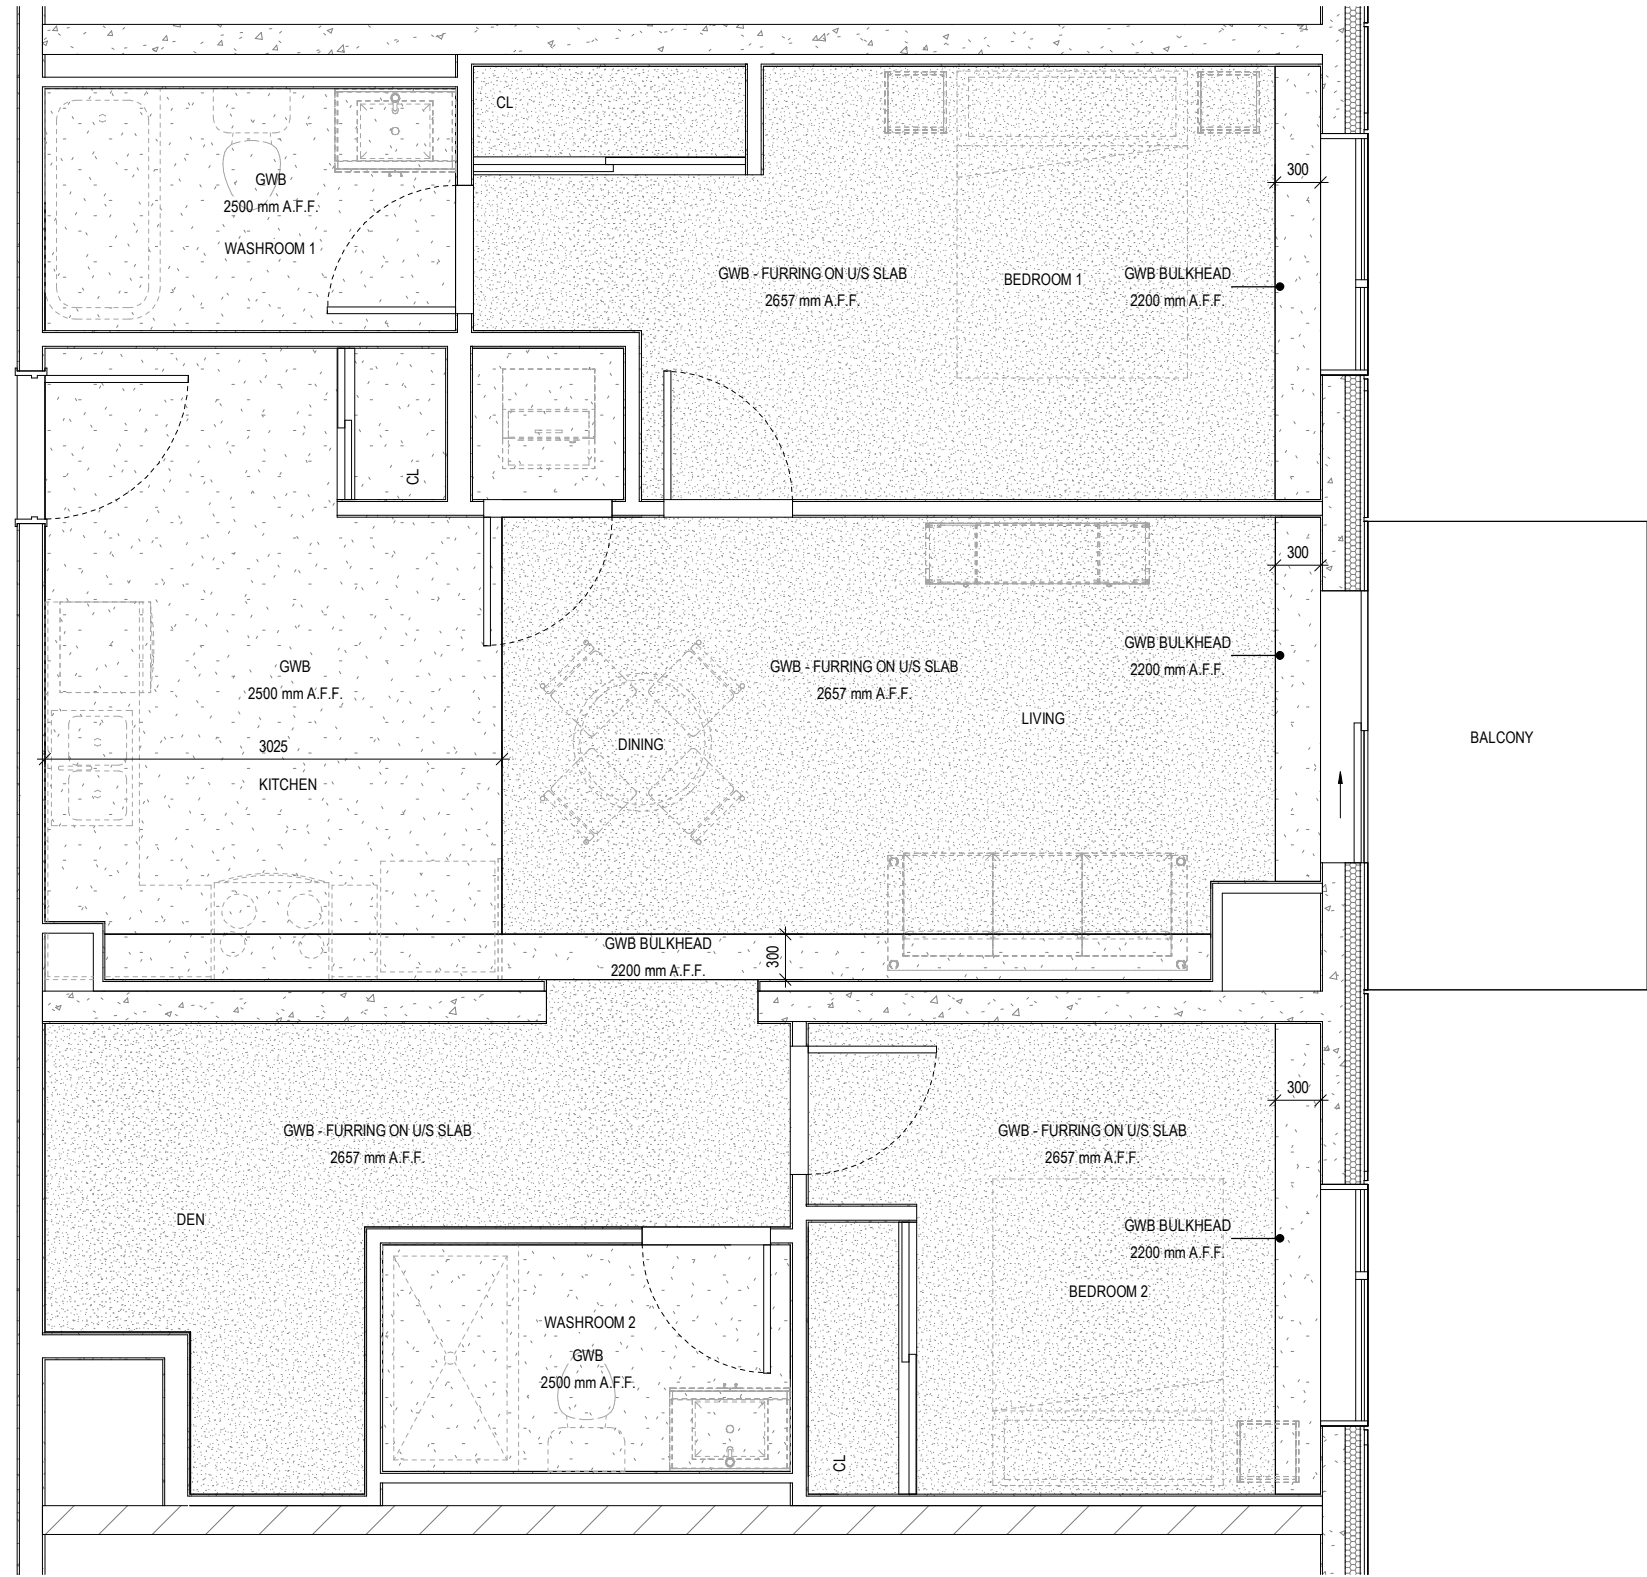 CL
GWB
2500 mm A.F.F.
WASHROOM 1
300
GWB - FURRING ON U/S SLAB
2657 mm A.F.F.
BEDROOM 1
GWB BULKHEAD
2200 mm A.F.F.
CL
300
GWB
2500 mm A.F.F.
3025
KITCHEN
GWB - FURRING ON U/S SLAB
2657 mm A.F.F.
DINING
LIVING
GWB BULKHEAD
2200 mm A.F.F.
BALCONY
GWB BULKHEAD
2200 mm A.F.F.
300
300
GWB - FURRING ON U/S SLAB
2657 mm A.F.F.
DEN
GWB - FURRING ON U/S SLAB
2657 mm A.F.F.
GWB BULKHEAD
2200 mm A.F.F.
BEDROOM 2
WASHROOM 2
GWB
2500 mm A.F.F.
CL